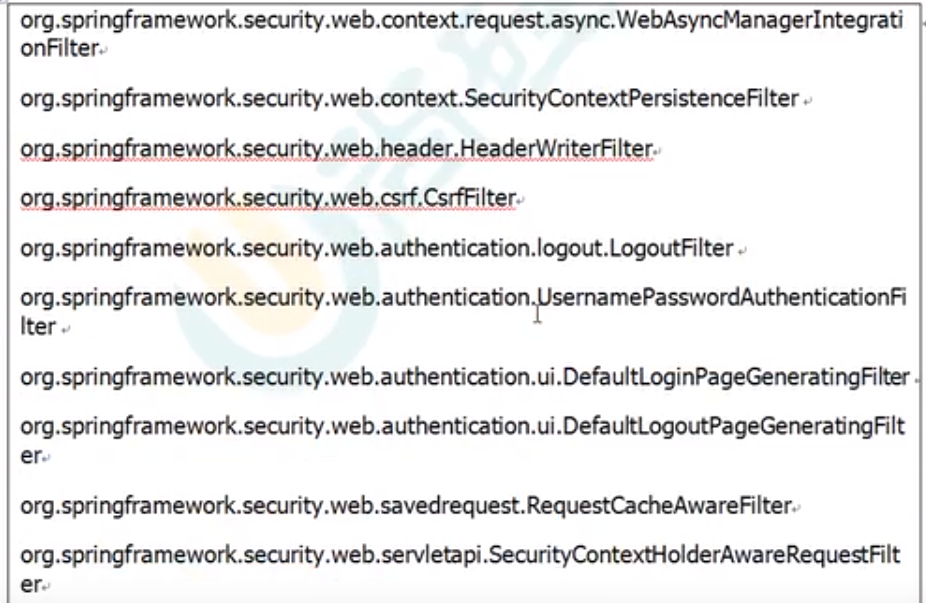 org.springframework.security.web.context.request.async.WebAsyncManagerIntegrati
onFilter
org.springframework.security.web.context.SecurityContextPersistenceFilter
org.springframework.security.web.header.HeaderWriterFilter
org.springframework.security.web.csrf.CsrfFilter
org.springframework.security.web.authentication.logout.LogoutFilter
org.springframework.security.web.authentication.UsernamePasswordAuthenticationFi
lter
org.springframework.security.web.authentication.ui.DefaultLoginPageGeneratingFilter
org.springframework.security.web.authentication.ui.DefaultLogoutPageGeneratingFilt
er
org.springframework.security.web.savedrequest.RequestCacheAwareFilter
org.springframework.security.web.servletapi.SecurityContextHolderAwareRequestFilt
er